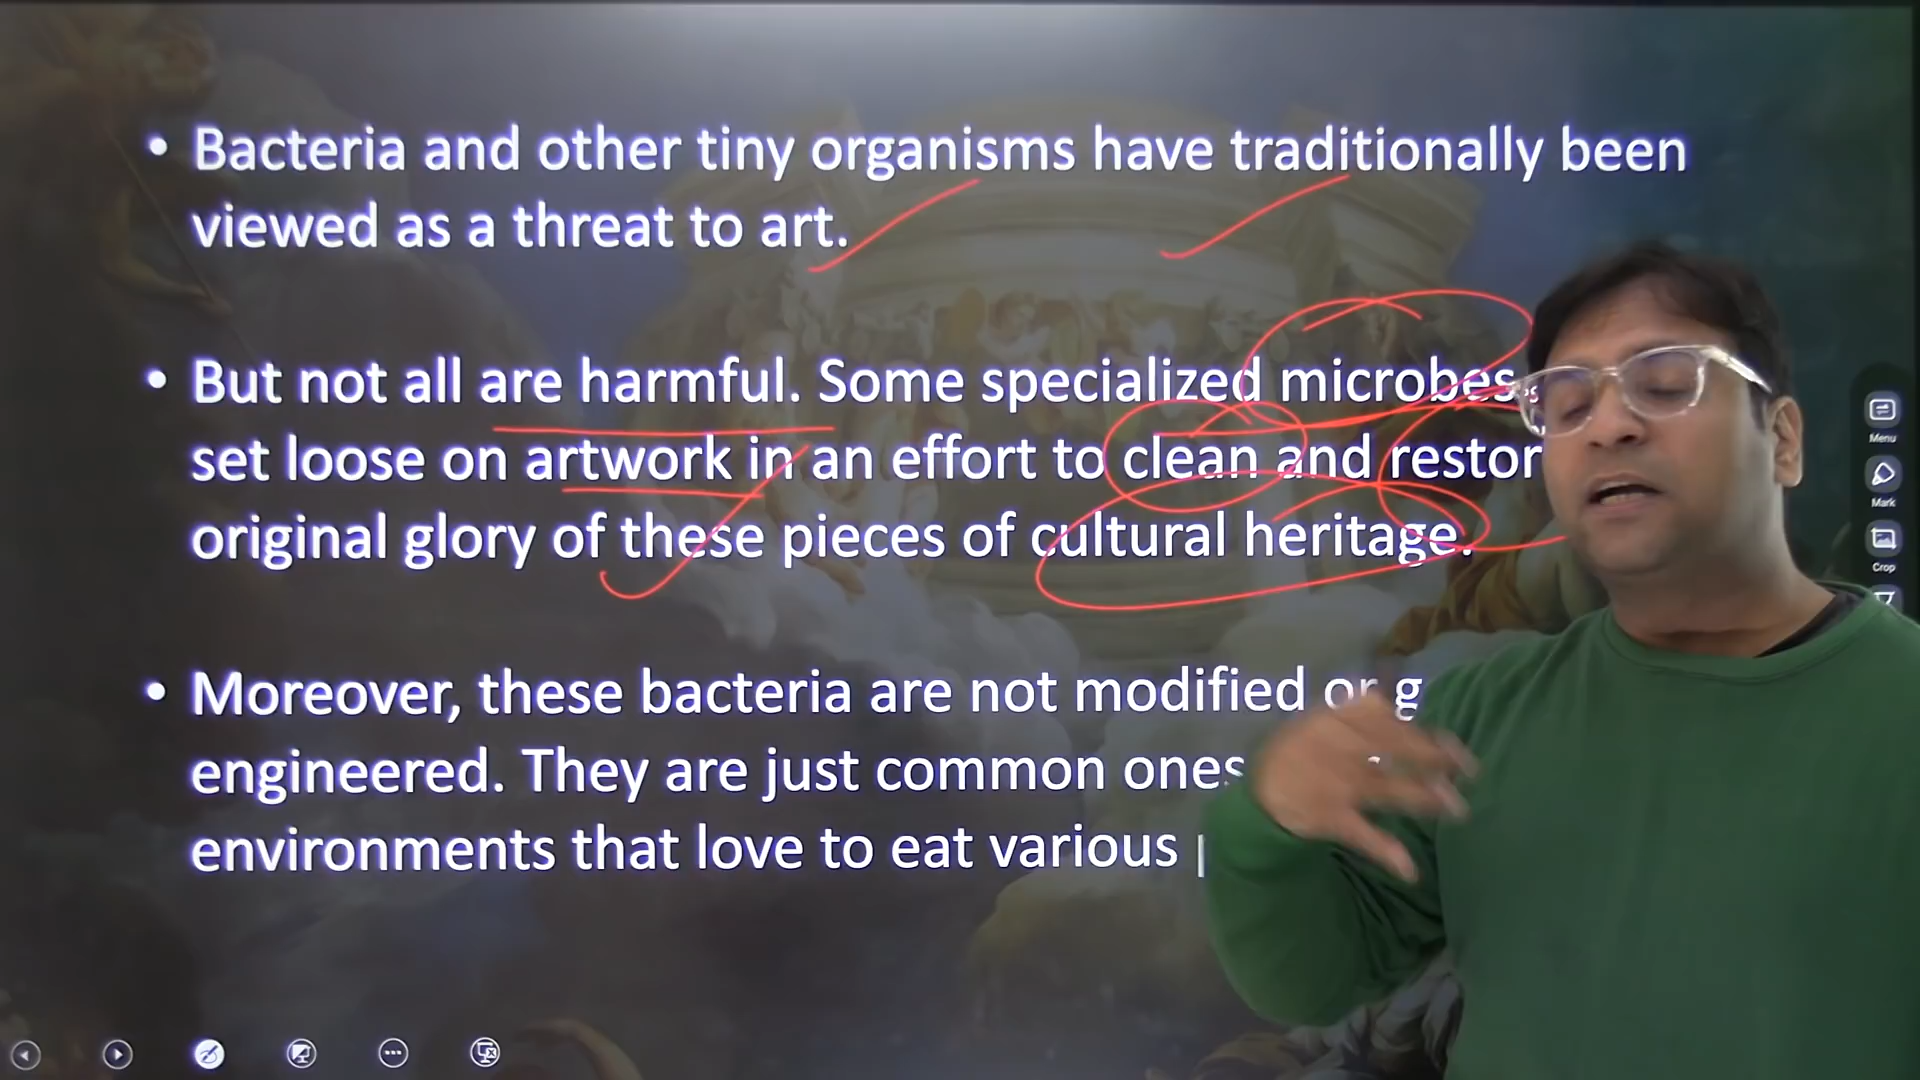 • Bacteria and other tiny organisms have traditionally been
viewed as a threat to art.
• But not all are harmful. Some specialized microbes
set loose on artwork in an effort to clean and
original glory of these pieces of cultural heritage.
• Moreover, these bacteria are not modified or
engineered. They are just common ones
environments that love to eat various
Menu
Mark
Crop